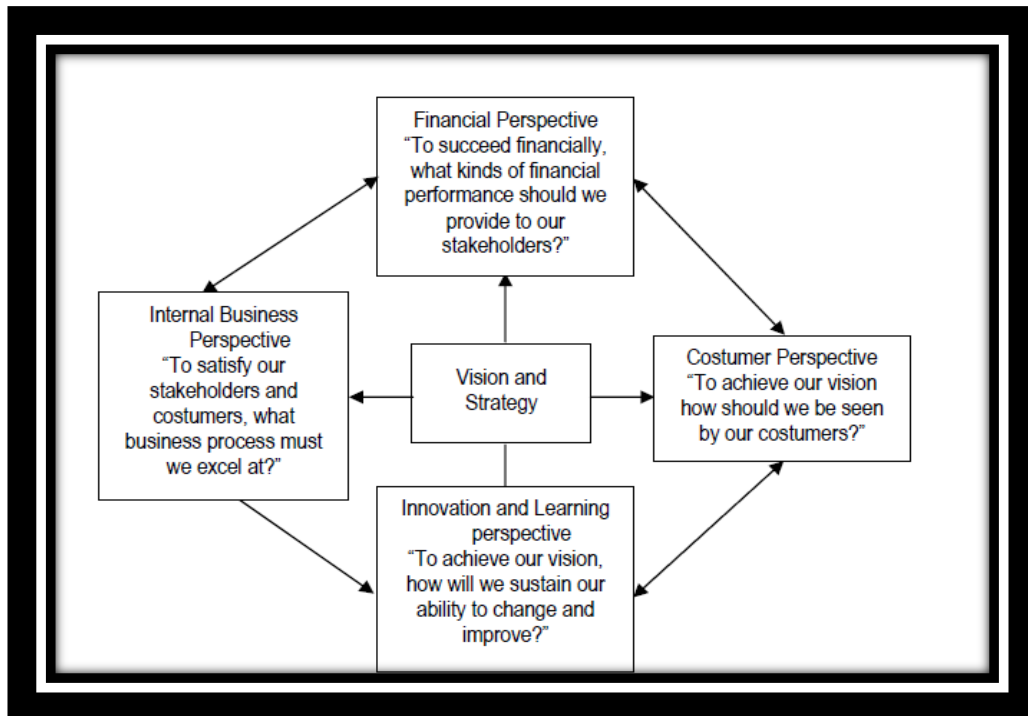 Financial Perspective
“To succeed financially,
what kinds of financial
performance should we
provide to our
stakeholders?”
Internal Business
Perspective
“To satisfy our
stakeholders and
costumers, what
business process must
we excel at?”
Vision and
Strategy
Costumer Perspective
“To achieve our vision
how should we be seen
by our costumers?”
Innovation and Learning
perspective
“To achieve our vision,
how will we sustain our
ability to change and
improve?”